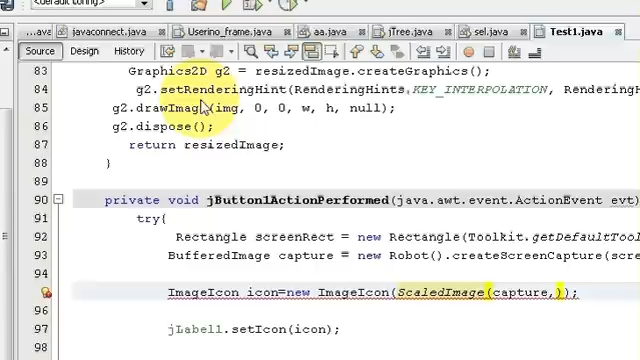 <default config>
javaconnect.java
Userino_frame.java
aa.java
jTree.java
sel.java
Test1.java
Source
Design
History
83 Graphics2D g2 = resizedImage.createGraphics();
84 g2.setRenderingHint(RenderingHints.KEY_INTERPOLATION, RenderingH
85 g2.drawImage(img, 0, 0, w, h, null);
86 g2.dispose();
87 return resizedImage;
88 }
89
90 private void jButton1ActionPerformed(java.awt.event.ActionEvent evt)
91 try{
92 Rectangle screenRect = new Rectangle(Toolkit.getDefaultTool
93 BufferedImage capture = new Robot().createScreenCapture(scre
94
ImageIcon icon=new ImageIcon(ScaledImage(capture,));
96
97 jLabel1.setIcon(icon);
98